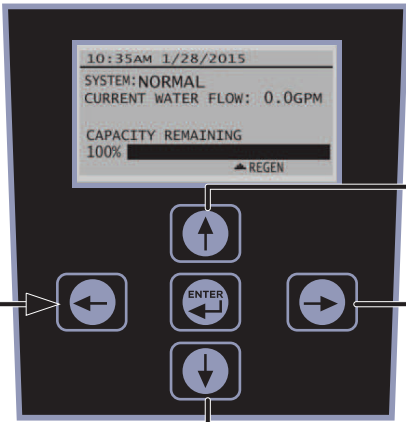 10:35AM 1/28/2015
SYSTEM:NORMAL
CURRENT WATER FLOW: 0.0GPM
CAPACITY REMAINING
100%
REGEN
ENTER